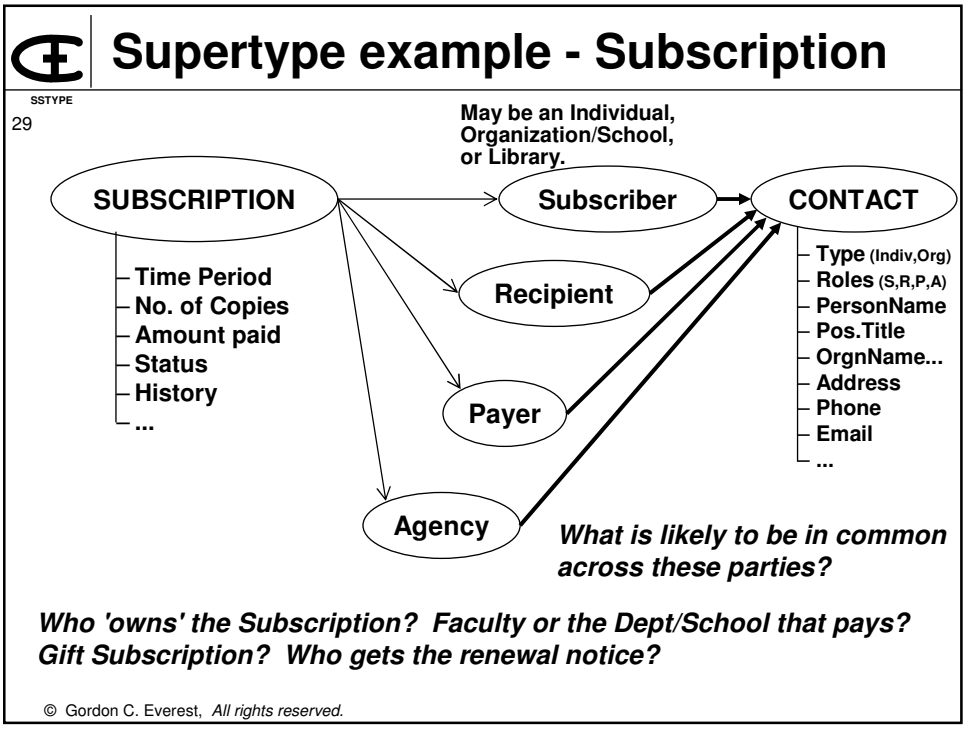 Supertype example - Subscription
SSTYPE
29
May be an Individual,
Organization/School,
or Library.
SUBSCRIPTION
Subscriber
CONTACT
Time Period
No. of Copies
Amount paid
Status
History
...
Recipient
Payer
Agency
Type (Indiv,Org)
Roles (S,R,P,A)
PersonName
Pos.Title
OrgnName...
Address
Phone
Email
...
What is likely to be in common
across these parties?
Who 'owns' the Subscription? Faculty or the Dept/School that pays?
Gift Subscription? Who gets the renewal notice?
© Gordon C. Everest, All rights reserved.